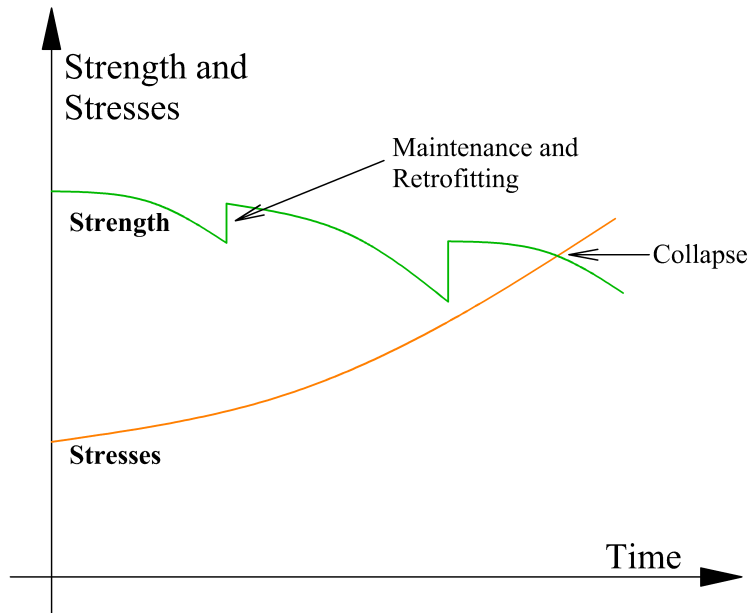 Strength and
Stresses
Maintenance and
Retrofitting
Strength
Collapse
Stresses
Time